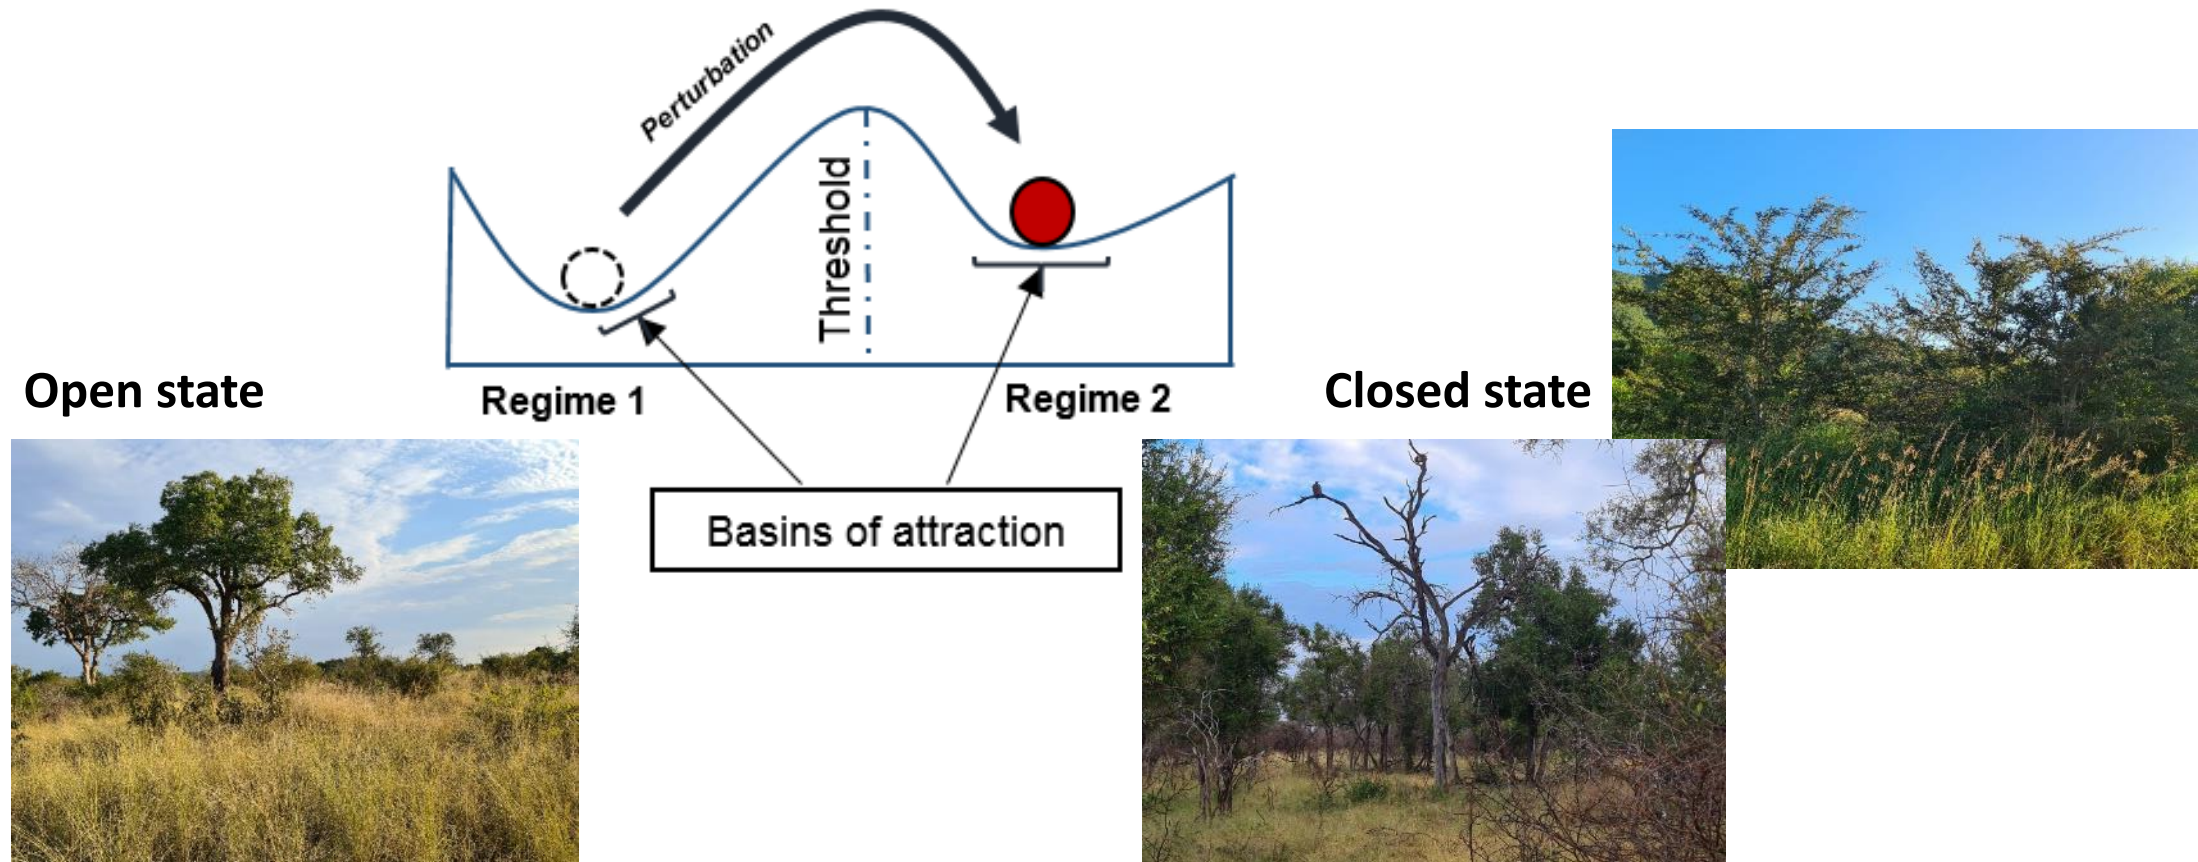 Perturbation
Threshold
Open state
Regime 1
Regime 2
Closed state
Basins of attraction